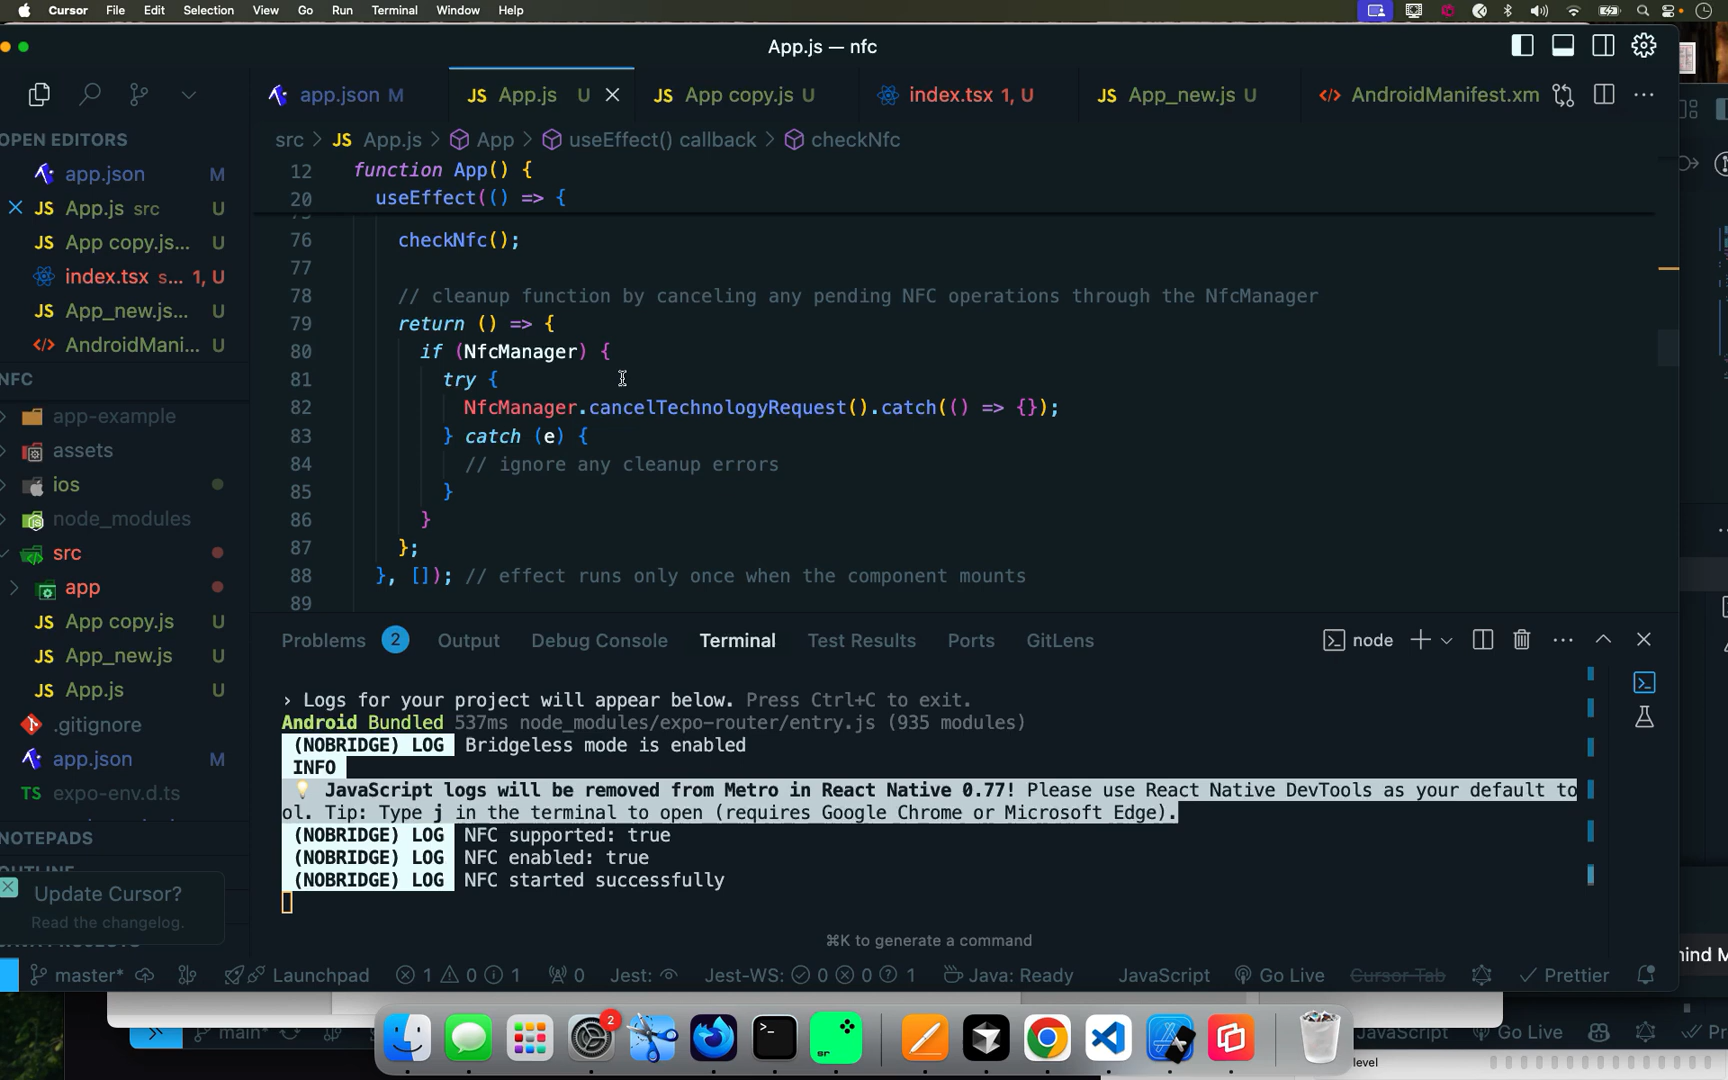 Cursor File Edit Selection View Go Run Terminal Window Help
App.js — nfc
app.json M
App.js U
App copy.js U
index.tsx 1, U
App_new.js U
AndroidManifest.xm
src > JS App.js > App > useEffect() callback > checkNfc
OPEN EDITORS
app.json M
JS App.js src U
JS App copy.js... U
index.tsx s... 1, U
JS App_new.js... U
AndroidMani... U
NFC
app-example
assets
ios
node_modules
src
app
JS App copy.js U
JS App_new.js U
JS App.js U
.gitignore
app.json M
TS expo-env.d.ts
NOTEPADS
Update Cursor?
Read the changelog.
12 function App() {
20 useEffect(() => {
76 checkNfc();
77
78 // cleanup function by canceling any pending NFC operations through the NfcManager
79 return () => {
80 if (NfcManager) {
81 try {
82 NfcManager.cancelTechnologyRequest().catch(() => {});
83 } catch (e) {
84 // ignore any cleanup errors
85 }
86 }
87 };
88 }, []); // effect runs only once when the component mounts
89
Problems 2 Output Debug Console Terminal Test Results Ports GitLens
node
› Logs for your project will appear below. Press Ctrl+C to exit.
Android Bundled 537ms node_modules/expo-router/entry.js (935 modules)
(NOBRIDGE) LOG Bridgeless mode is enabled
INFO
💡 JavaScript logs will be removed from Metro in React Native 0.77! Please use React Native DevTools as your default to
ol. Tip: Type j in the terminal to open (requires Google Chrome or Microsoft Edge).
(NOBRIDGE) LOG NFC supported: true
(NOBRIDGE) LOG NFC enabled: true
(NOBRIDGE) LOG NFC started successfully
⌘K to generate a command
master* Launchpad 1 0 1 0 Jest: Jest-WS: 0 0 1 Java: Ready JavaScript Go Live Cursor Tab Prettier
main* JavaScript Go Live
2
level